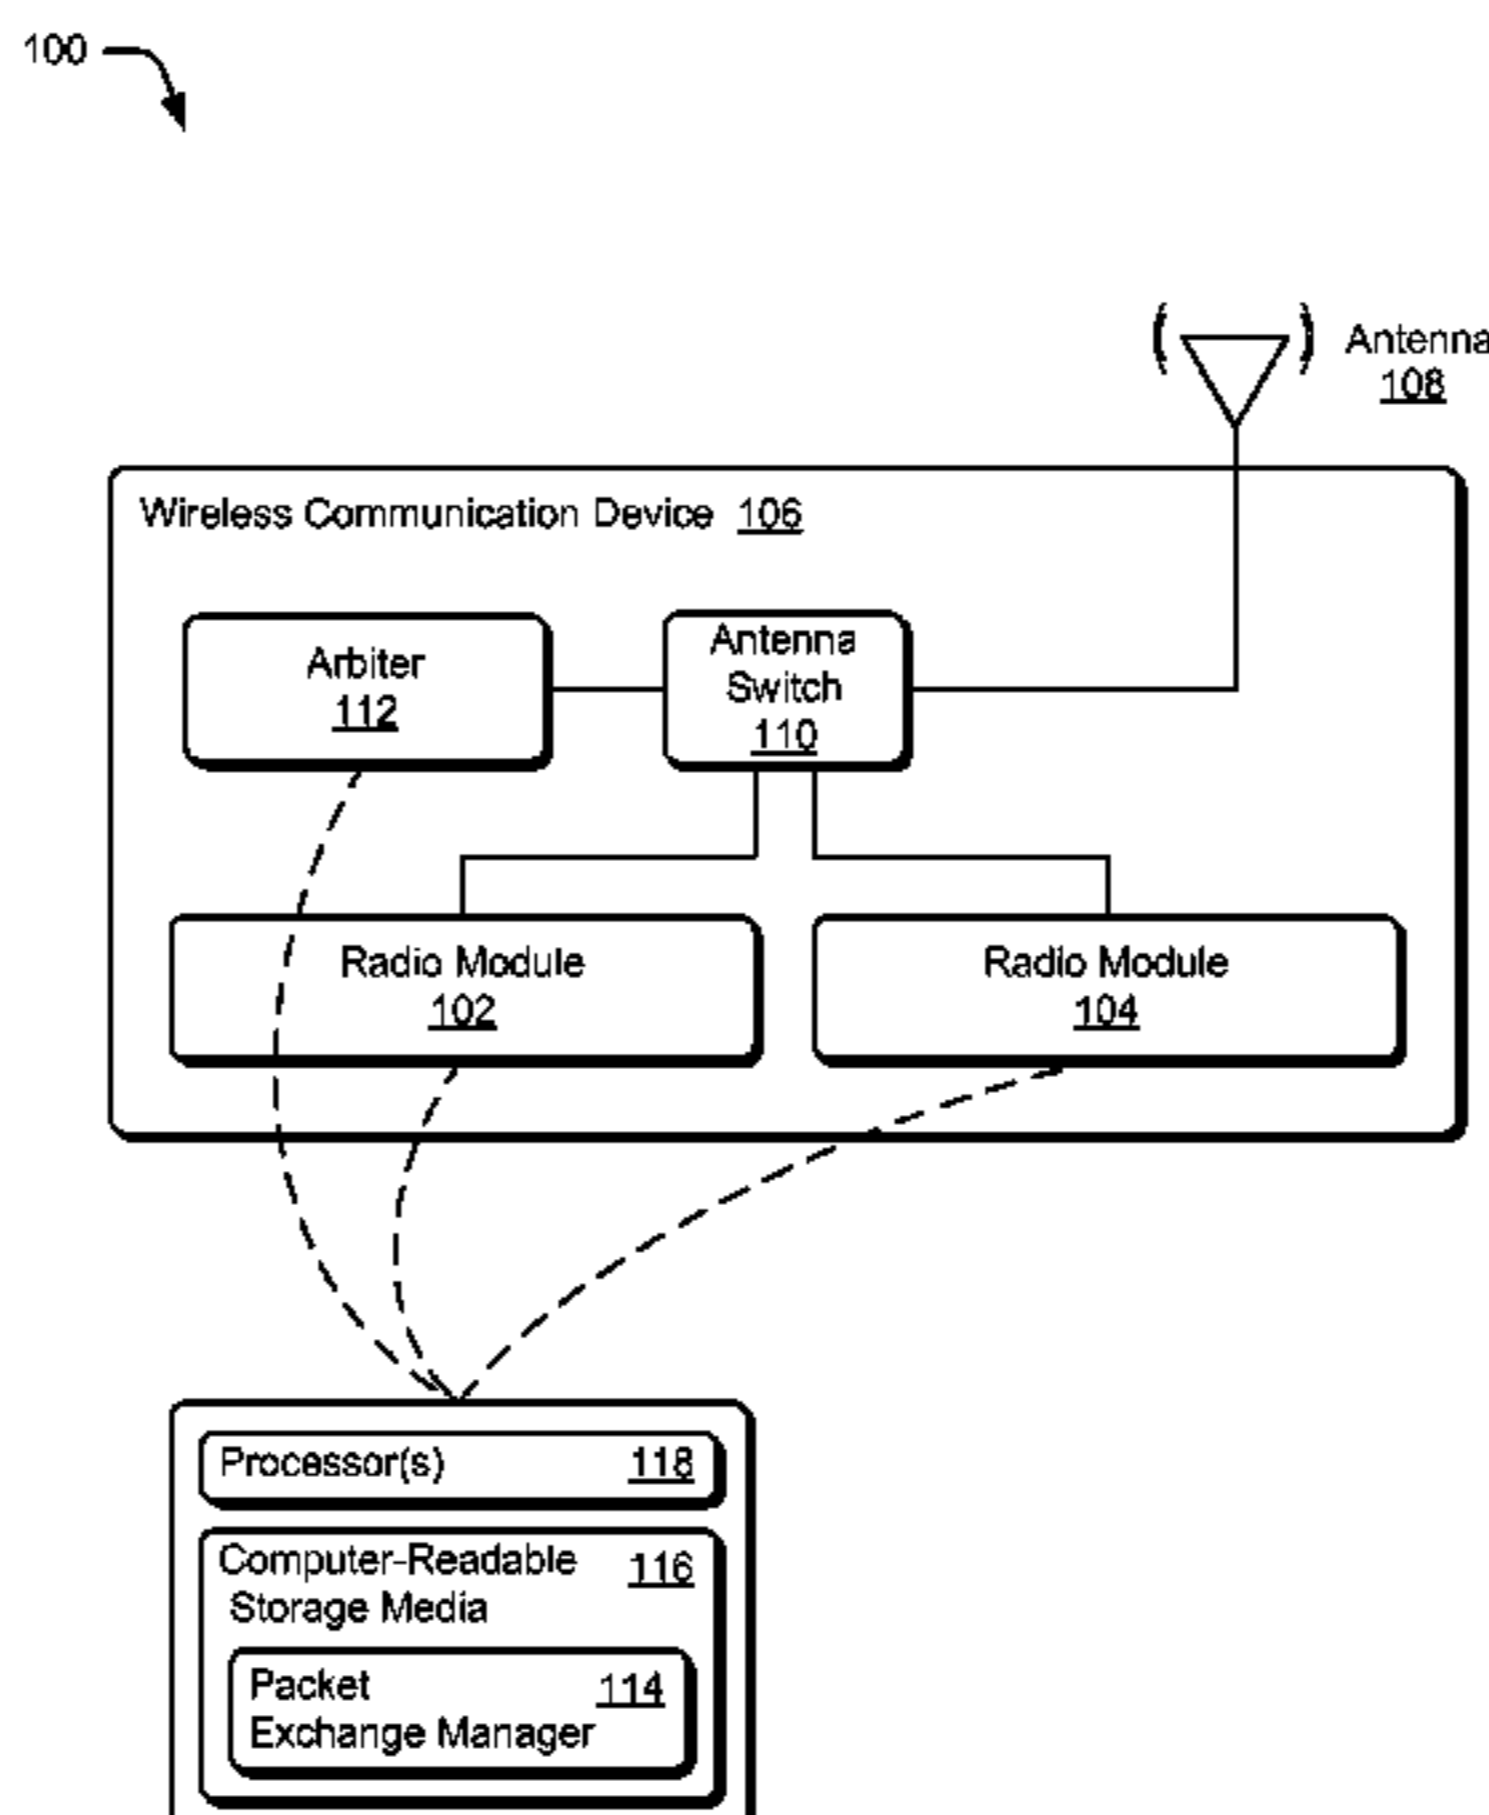 100
Antenna
108
Wireless Communication Device 106
Arbiter
112
Antenna
Switch
110
Radio Module
102
Radio Module
104
Processor(s) 118
Computer-Readable 116
Storage Media
Packet 114
Exchange Manager